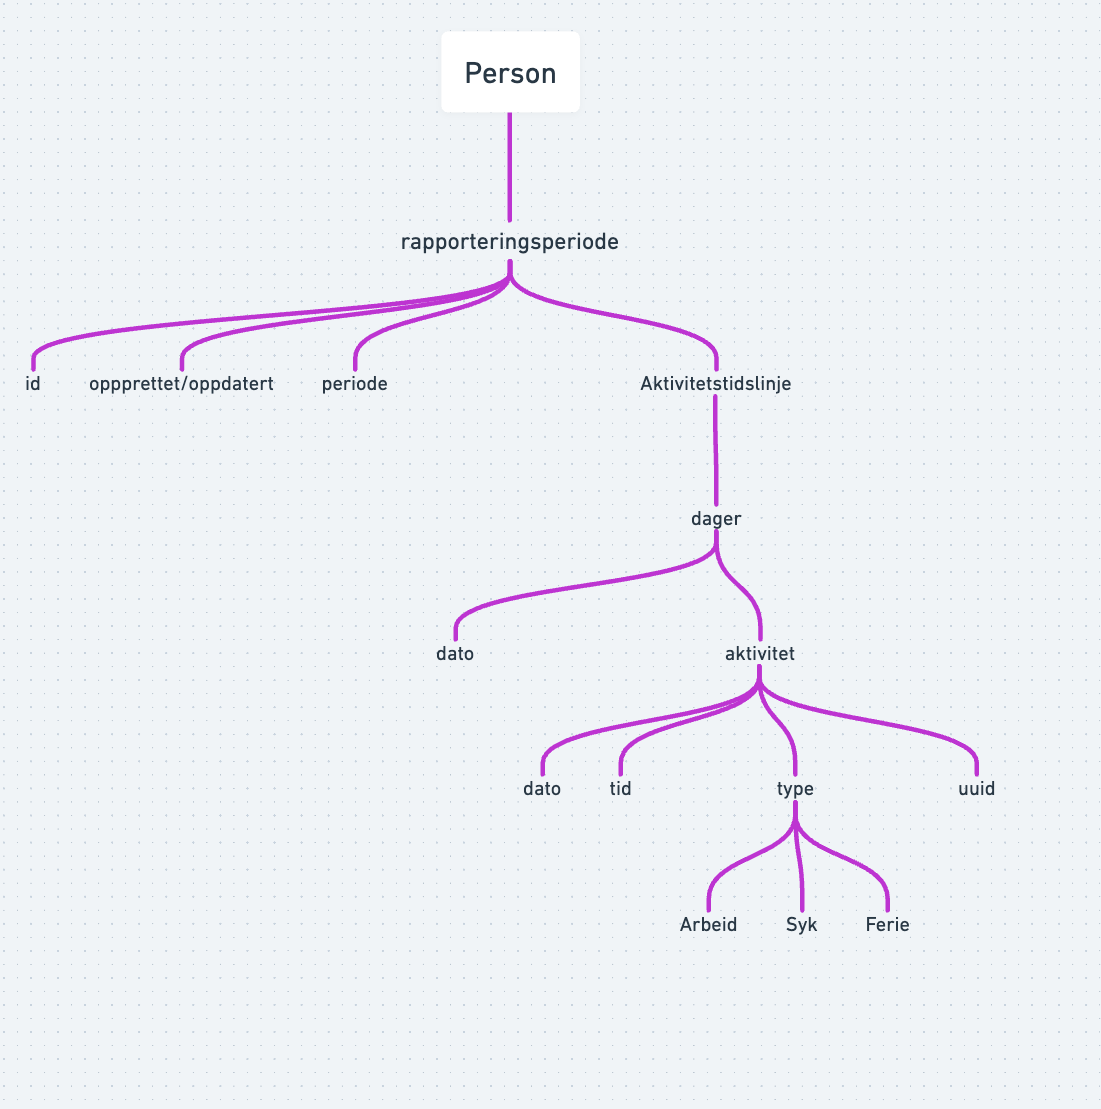 Person
rapporteringsperiode
id
oppprettet/oppdatert
periode
Aktivitetstidslinje
dager
dato
aktivitet
dato
tid
type
uuid
Arbeid
Syk
Ferie